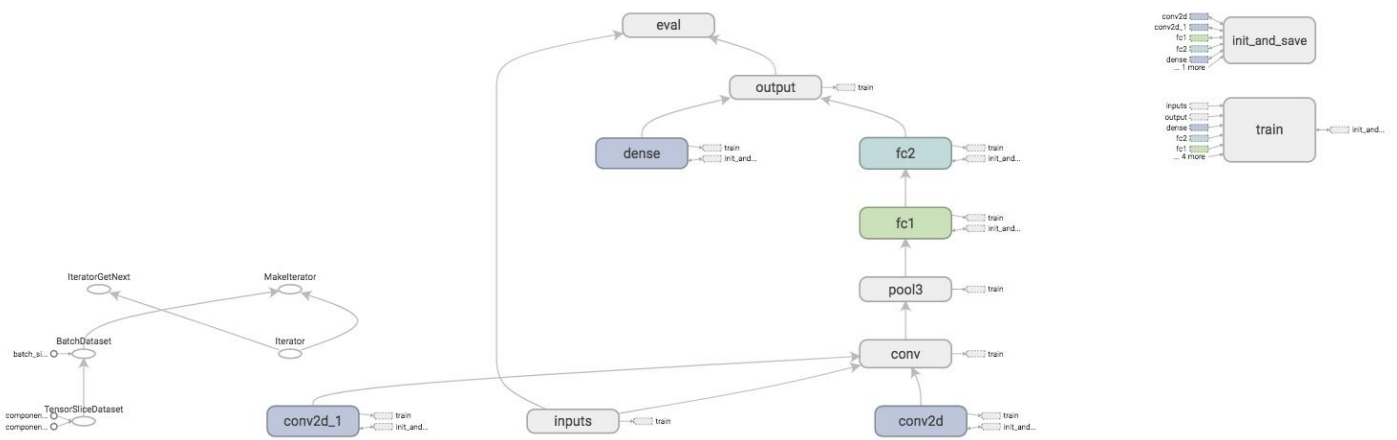 eval
output
train
dense
train
init_and...
fc2
train
init_and...
fc1
train
init_and...
pool3
train
conv
train
conv2d_1
train
init_and...
inputs
train
conv2d
train
init_and...
IteratorGetNext
MakeIterator
BatchDataset
batch_si...
Iterator
TensorSliceDataset
componen...
componen...
conv2d
conv2d_1
fc1
fc2
dense
... 1 more
init_and_save
inputs
output
dense
fc2
fc1
... 4 more
train
init_and...